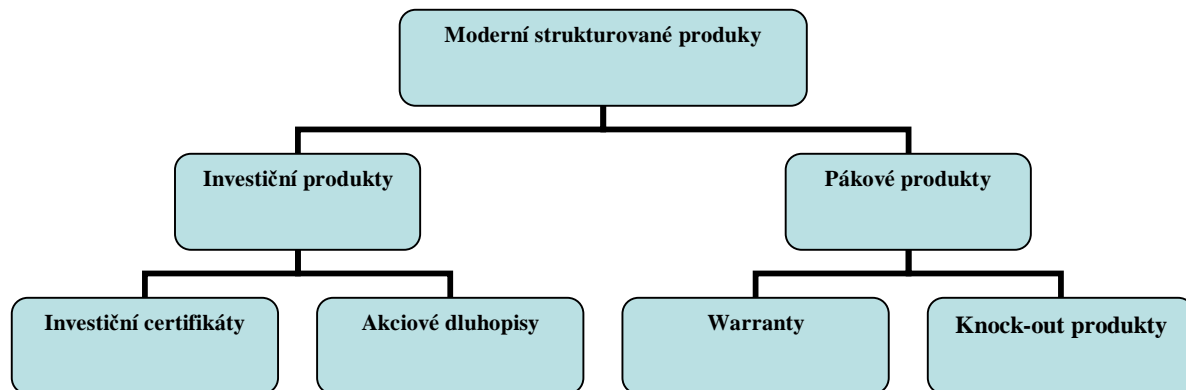 Moderní strukturované produky
Investiční produkty
Pákové produkty
Investiční certifikáty
Akciové dluhopisy
Warranty
Knock-out produkty